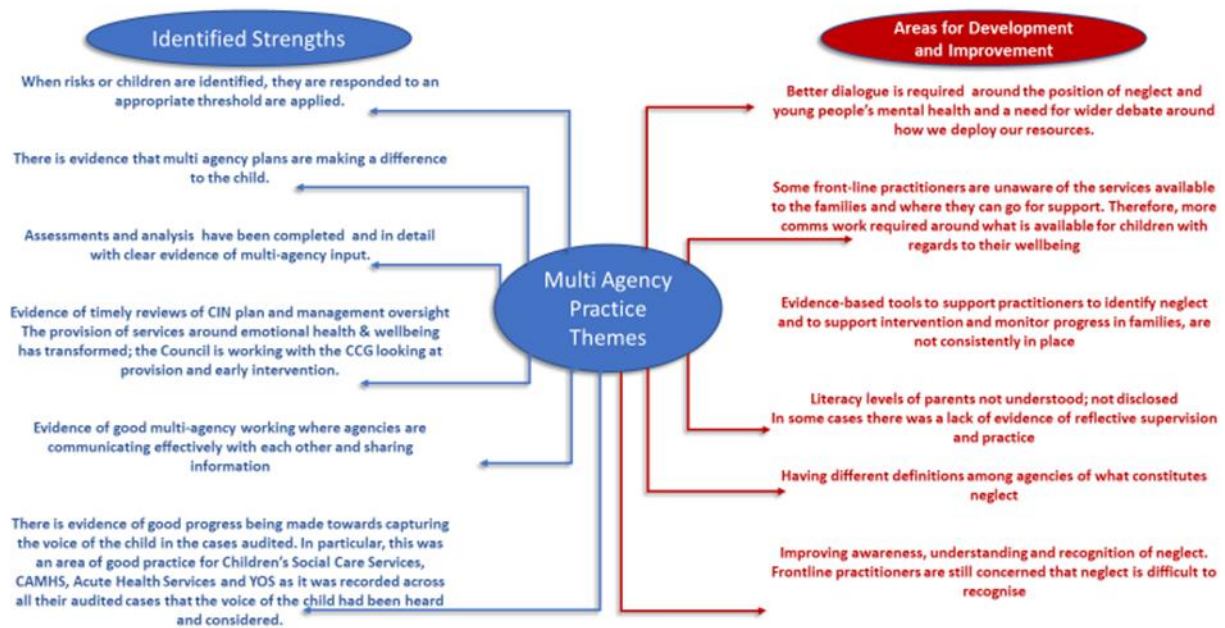 Identified Strengths
When risks or children are identified, they are responded to an
appropriate threshold are applied.
There is evidence that multi agency plans are making a difference
to the child.
Assessments and analysis have been completed and in detail
with clear evidence of multi-agency input.
Evidence of timely reviews of CIN plan and management oversight
The provision of services around emotional health & wellbeing
has transformed; the Council is working with the CCG looking at
provision and early intervention.
Evidence of good multi-agency working where agencies are
communicating effectively with each other and sharing
information
There is evidence of good progress being made towards capturing
the voice of the child in the cases audited. In particular, this was
an area of good practice for Children's Social Care Services,
CAMHS, Acute Health Services and YOS as it was recorded across
all their audited cases that the voice of the child had been heard
and considered.
Multi Agency
Practice
Themes
Areas for Development
and Improvement
Better dialogue is required around the position of neglect and
young people's mental health and a need for wider debate around
how we deploy our resources.
Some front-line practitioners are unaware of the services available
to the families and where they can go for support. Therefore, more
comms work required around what is available for children with
regards to their wellbeing
Evidence-based tools to support practitioners to identify neglect
and to support intervention and monitor progress in families, are
not consistently in place
Literacy levels of parents not understood; not disclosed
In some cases there was a lack of evidence of reflective supervision
and practice
Having different definitions among agencies of what constitutes
neglect
Improving awareness, understanding and recognition of neglect.
Frontline practitioners are still concerned that neglect is difficult to
recognise